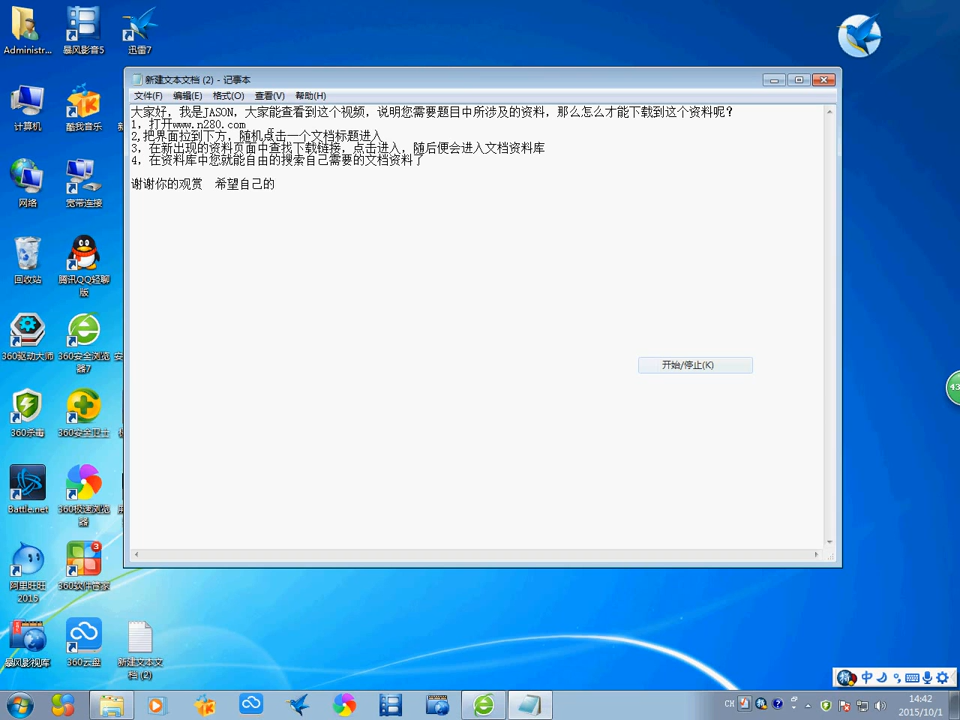 Administr...
暴风影音5
迅雷7
计算机
酷我音乐
网络
宽带连接
回收站
腾讯QQ轻聊版
360驱动大师
360安全浏览器7
360杀毒
360安全卫士
Battle.net
360极速浏览器
阿里旺旺2015
360软件管家
3
暴风影视库
360云盘
新建文本文档 (2)
新建文本文档 (2) - 记事本
文件(F) 编辑(E) 格式(O) 查看(V) 帮助(H)
大家好，我是JASON，大家能查看到这个视频，说明您需要题目中所涉及的资料，那么怎么才能下载到这个资料呢？
1，打开www.n280.com
2,把界面拉到下方，随机点击一个文档标题进入
3，在新出现的资料页面中查找下载链接，点击进入，随后便会进入文档资料库
4，在资料库中您就能自由的搜索自己需要的文档资料了
谢谢你的观赏　希望自己的
开始/停止(K)
43
中
CH
14:42
2015/10/1